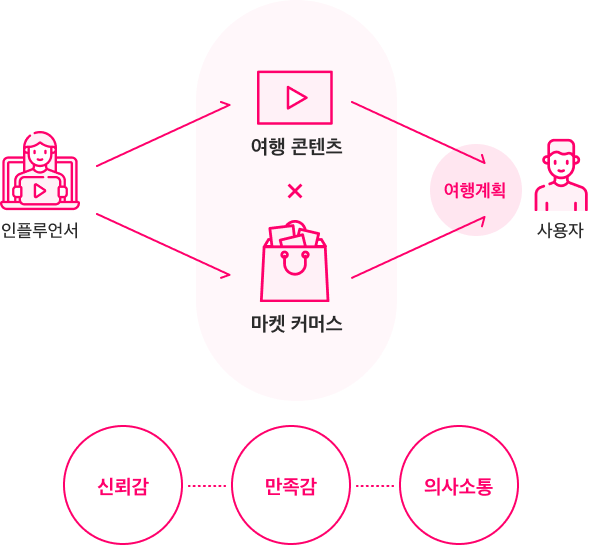 여행 콘텐츠
인플루언서
여행계획
사용자
마켓 커머스
신뢰감
만족감
의사소통